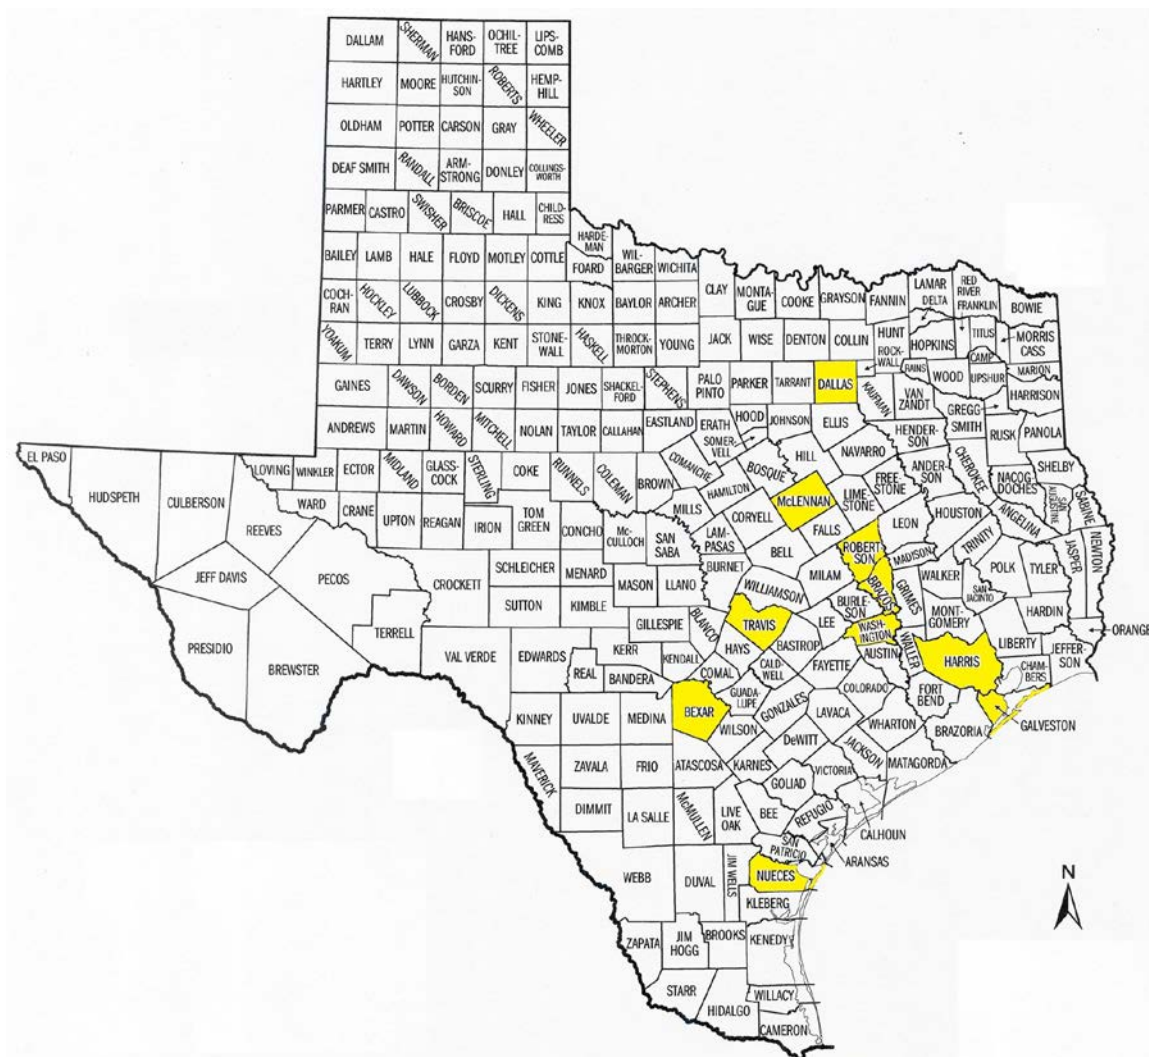 DALLAM
SHERMAN
HANS-
FORD
OCHIL-
TREE
LIPS-
COMB
HARTLEY
MOORE
HUTCHIN-
SON
ROBERTS
HEMP-
HILL
OLDHAM
POTTER
CARSON
GRAY
WHEELER
DEAF SMITH
RANDALL
ARM-
STRONG
DONLEY
COLLINGS-
WORTH
PARMER
CASTRO
SWISHER
BRISCOE
HALL
CHILD-
RESS
HARDE-
MAN
BAILEY
LAMB
HALE
FLOYD
MOTLEY
COTTLE
FOARD
WIL-
BARGER
WICHITA
COCH-
RAN
HOCKLEY
LUBBOCK
CROSBY
DICKENS
KING
KNOX
BAYLOR
ARCHER
CLAY
MONTA-
GUE
COOKE
GRAYSON
FANNIN
LAMAR
DELTA
RED
RIVER
FRANKLIN
BOWIE
YOAKUM
TERRY
LYNN
GARZA
KENT
STONE-
WALL
HASKELL
THROCK-
MORTON
YOUNG
JACK
WISE
DENTON
COLLIN
HUNT
ROCK-
WALL
HOPKINS
TITUS
CAMP
MORRIS
CASS
GAINES
DAWSON
BORDEN
SCURRY
FISHER
JONES
SHACKEL-
FORD
STEPHENS
PALO
PINTO
PARKER
TARRANT
DALLAS
KAUFMAN
RAINS
WOOD
UPSHUR
MARION
VAN
ZANDT
GREGG
SMITH
HARRISON
ANDREWS
MARTIN
HOWARD
MITCHELL
NOLAN
TAYLOR
CALLAHAN
EASTLAND
ERATH
HOOD
SOMER-
VELL
JOHNSON
ELLIS
HENDER-
SON
RUSK
PANOLA
EL PASO
HUDSPETH
CULBERSON
LOVING
WINKLER
ECTOR
MIDLAND
GLASS-
COCK
STERLING
COKE
RUNNELS
COLEMAN
BROWN
COMANCHE
HAMILTON
BOSQUE
HILL
NAVARRO
FREE-
STONE
ANDER-
SON
CHEROKEE
NACOG
DOCHES
SHELBY
SAN
AUGUSTINE
SABINE
REEVES
WARD
CRANE
UPTON
REAGAN
IRION
TOM
GREEN
CONCHO
Mc-
CULLOCH
SAN
SABA
MILLS
LAM-
PASAS
CORYELL
McLENNAN
LIME-
STONE
FALLS
LEON
HOUSTON
ANGELINA
TRINITY
JASPER
NEWTON
JEFF DAVIS
PECOS
CROCKETT
SCHLEICHER
MENARD
MASON
LLANO
BURNET
BELL
MILAM
ROBERT-
SON
MADISON
WALKER
SAN
JACINTO
POLK
TYLER
PRESIDIO
BREWSTER
TERRELL
SUTTON
KIMBLE
GILLESPIE
BLANCO
WILLIAMSON
TRAVIS
BURLE-
SON
BRAZOS
GRIMES
MONT-
GOMERY
HARDIN
ORANGE
VAL VERDE
EDWARDS
REAL
KERR
BANDERA
KENDALL
HAYS
COMAL
BASTROP
LEE
WASH-
INGTON
AUSTIN
WALLER
HARRIS
LIBERTY
JEFFER-
SON
CHAM-
BERS
KINNEY
UVALDE
MEDINA
BEXAR
GUADA-
LUPE
CALD-
WELL
FAYETTE
COLORADO
FORT
BEND
GALVESTON
BRAZORIA
WILSON
GONZALES
LAVACA
WHARTON
MAVERICK
ZAVALA
FRIO
ATASCOSA
KARNES
DeWITT
JACKSON
MATAGORDA
DIMMIT
LA SALLE
McMULLEN
LIVE
OAK
BEE
GOLIAD
VICTORIA
REFUGIO
CALHOUN
SAN
PATRICIO
ARANSAS
WEBB
DUVAL
JIM WELLS
NUECES
KLEBERG
ZAPATA
JIM
HOGG
BROOKS
KENEDY
STARR
HIDALGO
WILLACY
CAMERON
N